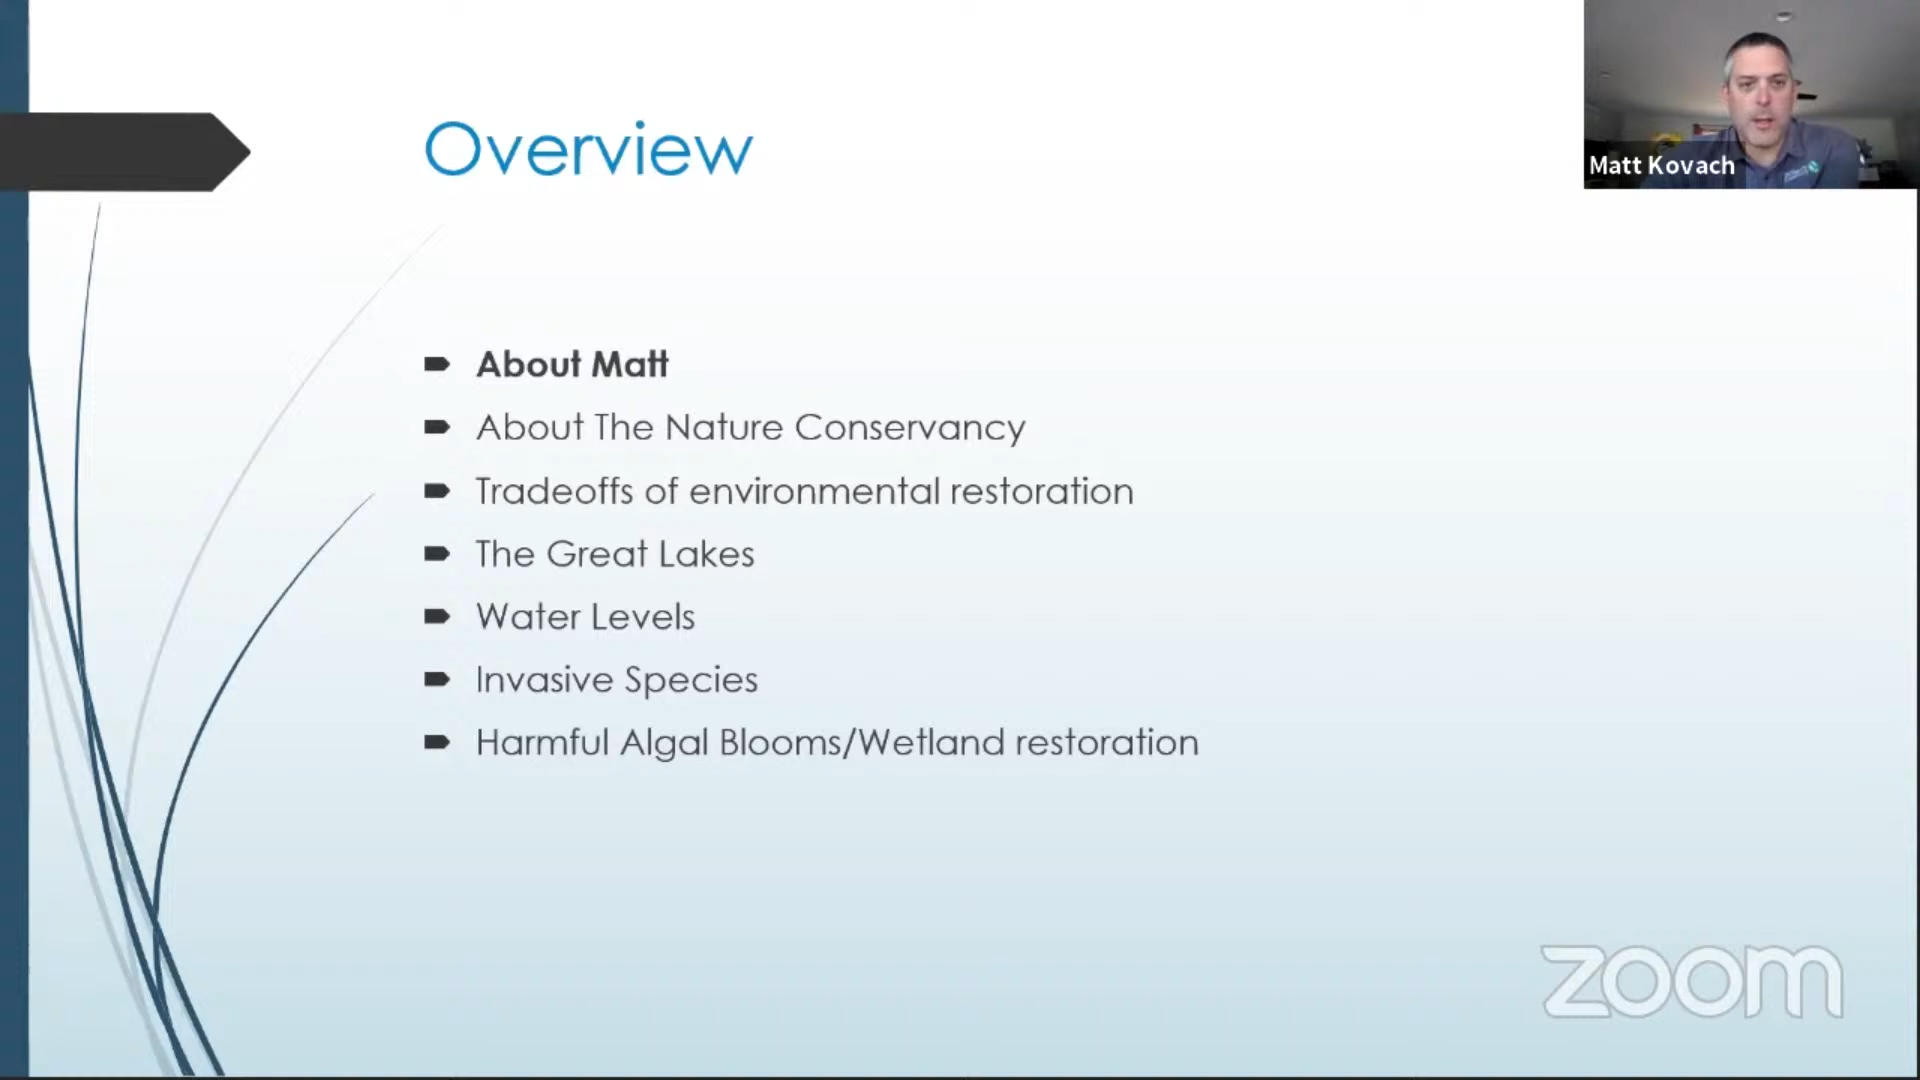 Overview
Matt Kovach
About Matt
About The Nature Conservancy
Tradeoffs of environmental restoration
The Great Lakes
Water Levels
Invasive Species
Harmful Algal Blooms/Wetland restoration
zoom